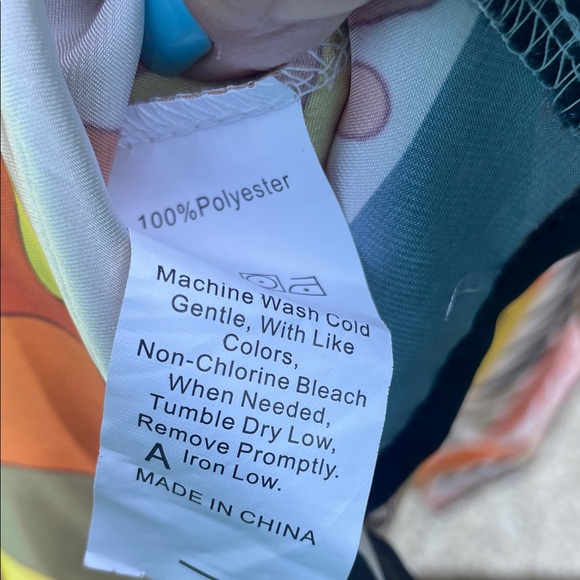 100%Polyester
Machine Wash Cold
Gentle, With Like
Colors,
Non-Chlorine Bleach
When Needed,
Tumble Dry Low,
Remove Promptly.
A Iron Low.
MADE IN CHINA